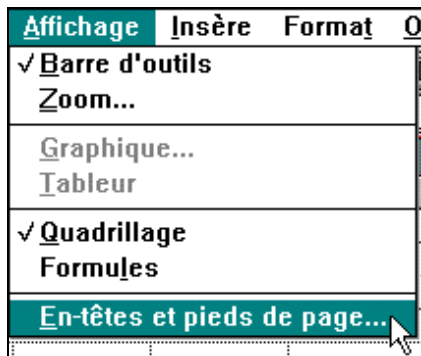 Affichage Insère Format O
√ Barre d'outils
Zoom...
Graphique...
Tableur
√ Quadrillage
Formules
En-têtes et pieds de page...